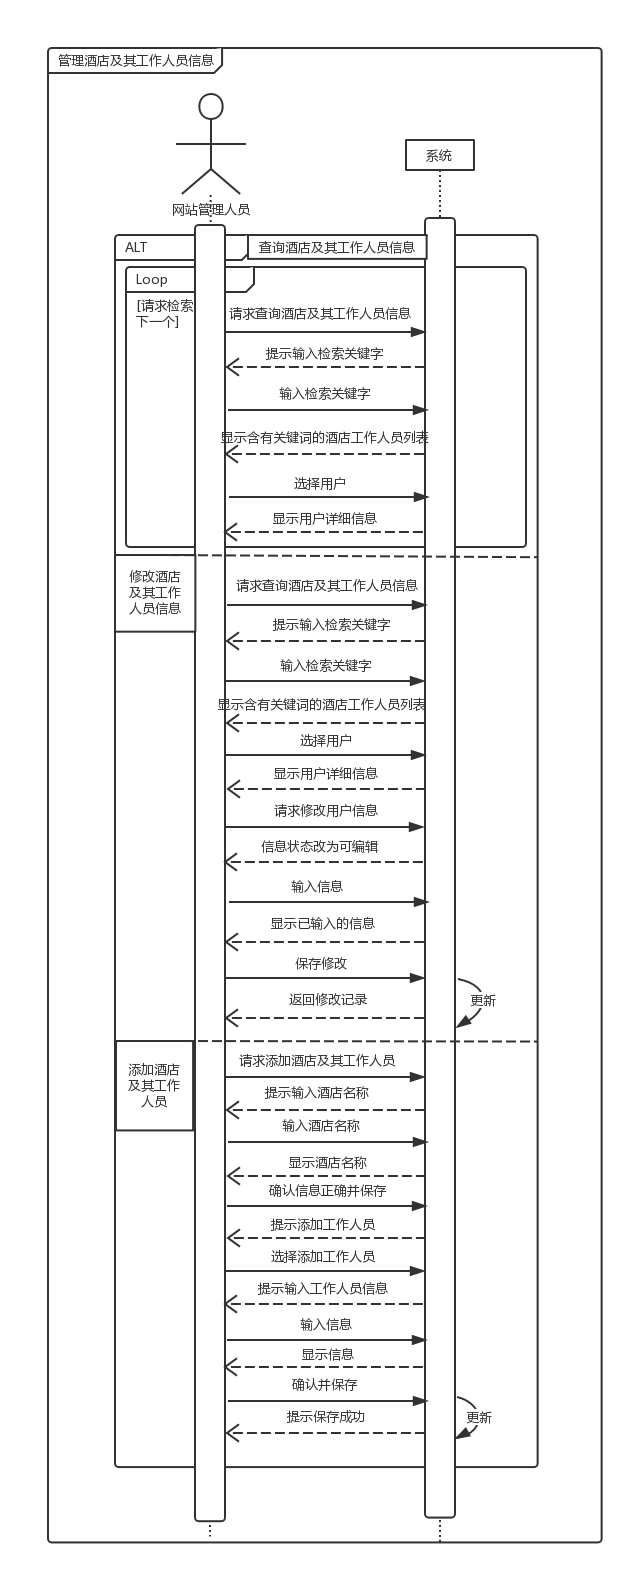 管理酒店及其工作人员信息
系统
网站管理人员
ALT
查询酒店及其工作人员信息
Loop
[请求检索
下一个]
请求查询酒店及其工作人员信息
提示输入检索关键字
输入检索关键字
显示含有关键词的酒店工作人员列表
选择用户
显示用户详细信息
修改酒店
及其工作
人员信息
请求查询酒店及其工作人员信息
提示输入检索关键字
输入检索关键字
显示含有关键词的酒店工作人员列表
选择用户
显示用户详细信息
请求修改用户信息
信息状态改为可编辑
输入信息
显示已输入的信息
保存修改
返回修改记录
更新
添加酒店
及其工作
人员
请求添加酒店及其工作人员
提示输入酒店名称
输入酒店名称
显示酒店名称
确认信息正确并保存
提示添加工作人员
选择添加工作人员
提示输入工作人员信息
输入信息
显示信息
确认并保存
提示保存成功
更新